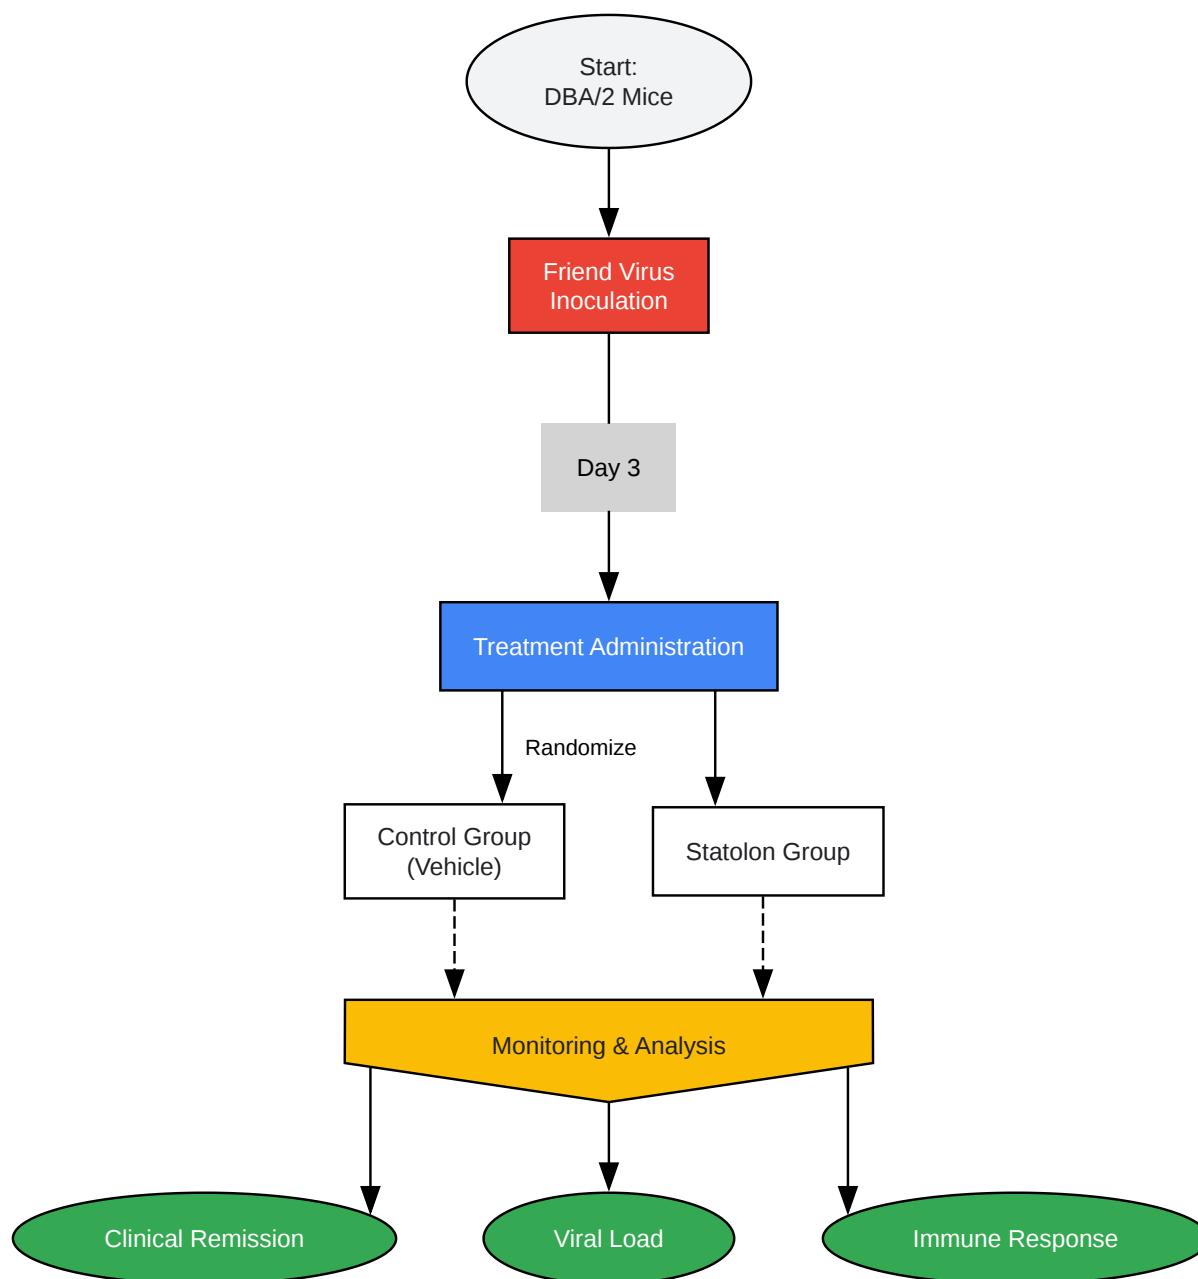 Start:
DBA/2 Mice
Friend Virus
Inoculation
Day 3
Treatment Administration
Randomize
Control Group
(Vehicle)
Statolon Group
Monitoring & Analysis
Clinical Remission
Viral Load
Immune Response